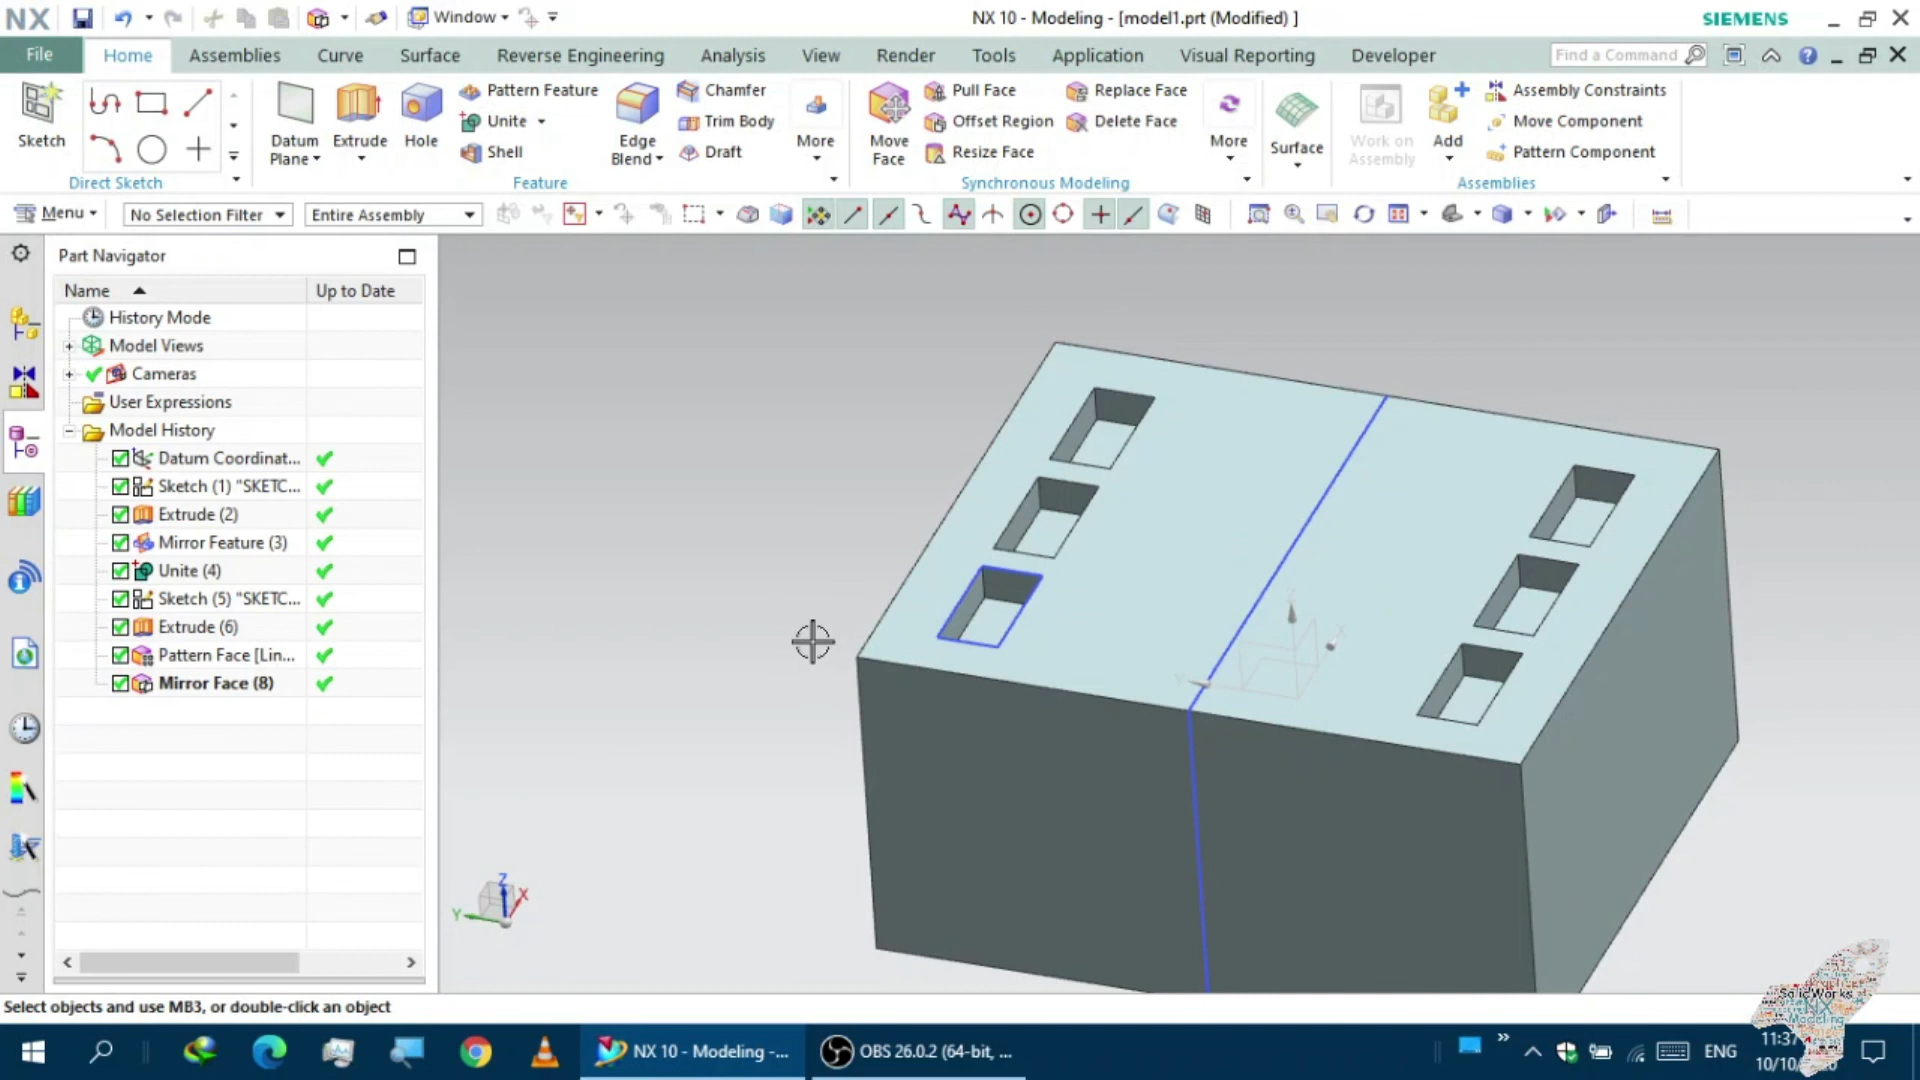 NX Window NX 10 - Modeling - [model1.prt (Modified) ] SIEMENS
File Home Assemblies Curve Surface Reverse Engineering Analysis View Render Tools Application Visual Reporting Developer Find a Command
Sketch
Direct Sketch
Datum Plane
Extrude
Hole
Pattern Feature
Unite
Shell
Edge Blend
Chamfer
Trim Body
Draft
More
Feature
Move Face
Pull Face
Offset Region
Resize Face
Replace Face
Delete Face
More
Synchronous Modeling
Surface
Work on Assembly
Add
Assembly Constraints
Move Component
Pattern Component
Assemblies
Menu No Selection Filter Entire Assembly
Part Navigator
Name Up to Date
History Mode
Model Views
Cameras
User Expressions
Model History
Datum Coordinat...
Sketch (1) "SKETC...
Extrude (2)
Mirror Feature (3)
Unite (4)
Sketch (5) "SKETC...
Extrude (6)
Pattern Face [Lin...
Mirror Face (8)
Z
X
Y
Select objects and use MB3, or double-click an object
SolidWorks
NX
Modeling
NX 10 - Modeling -... OBS 26.0.2 (64-bit, ... ENG